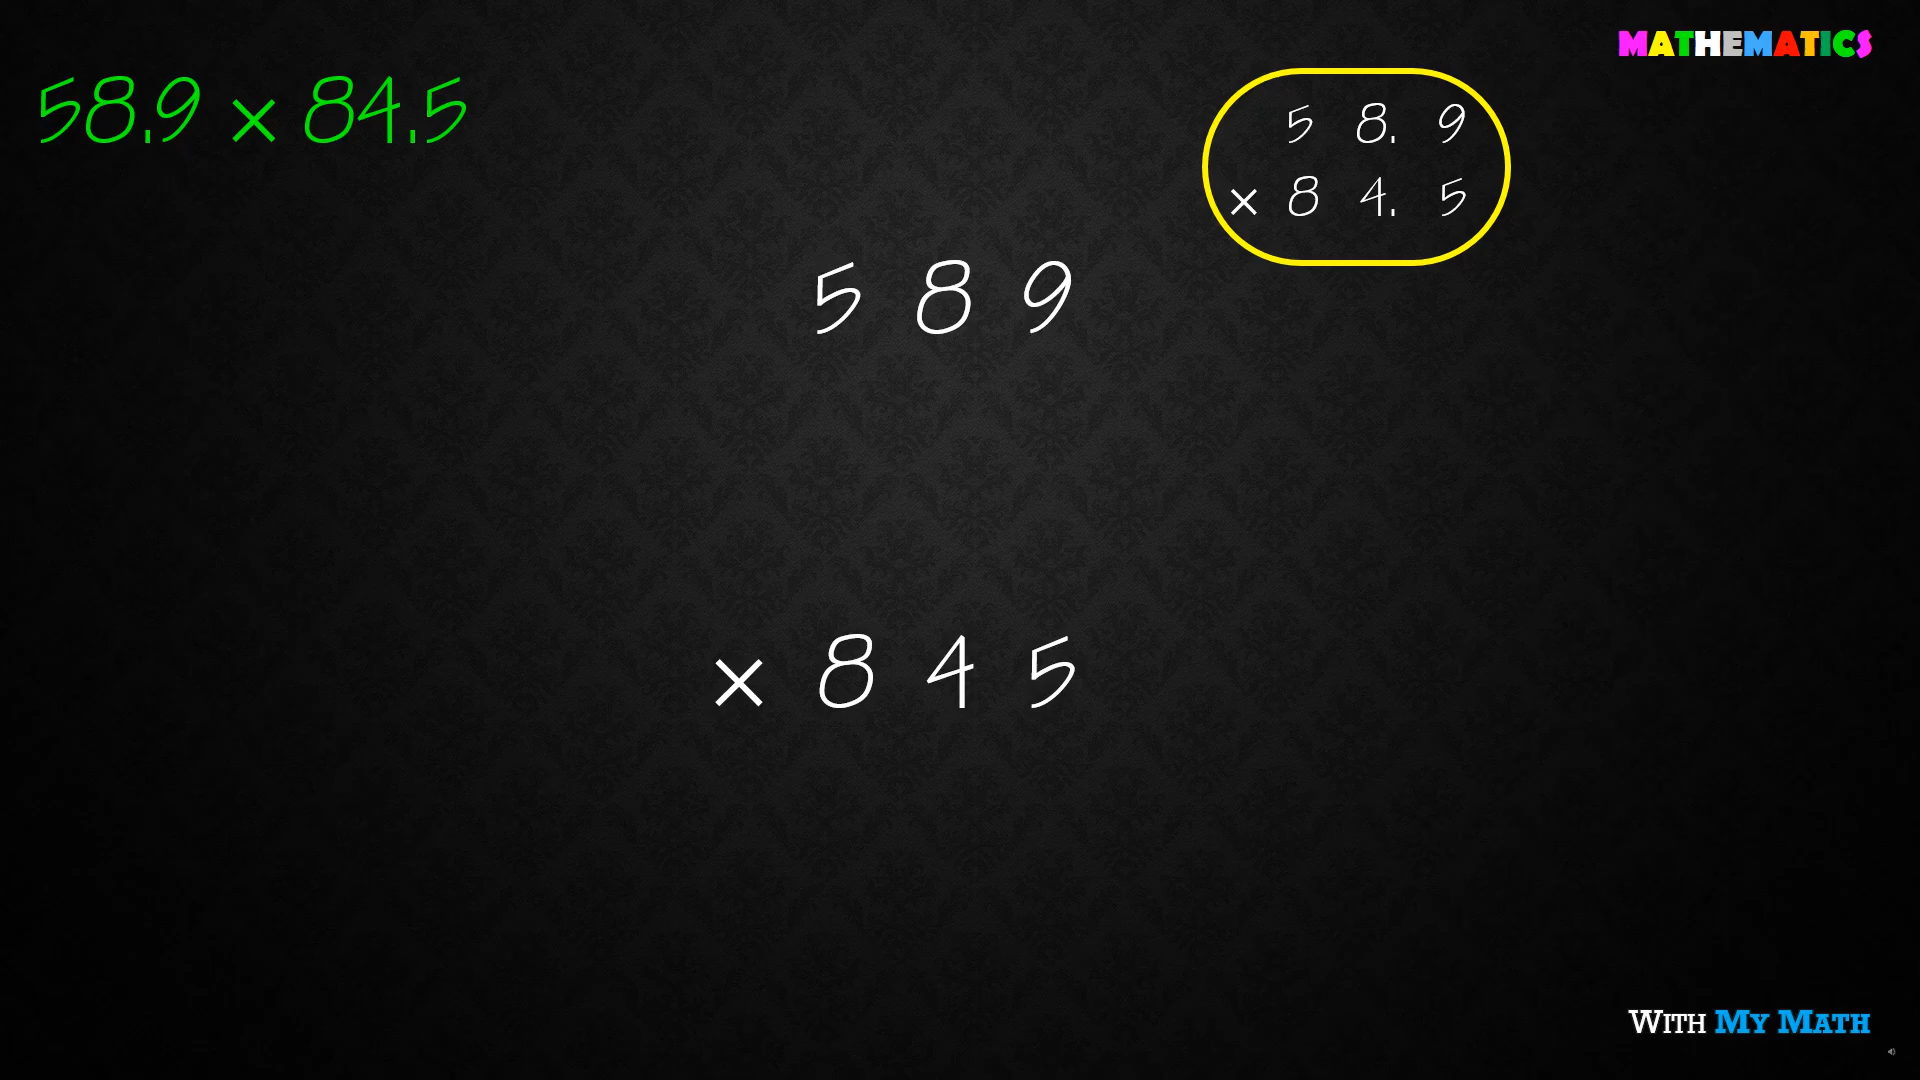 MATHEMATICS
58.9 × 84.5
5 8. 9
× 8 4. 5
5 8 9
× 8 4 5
WITH MY MATH